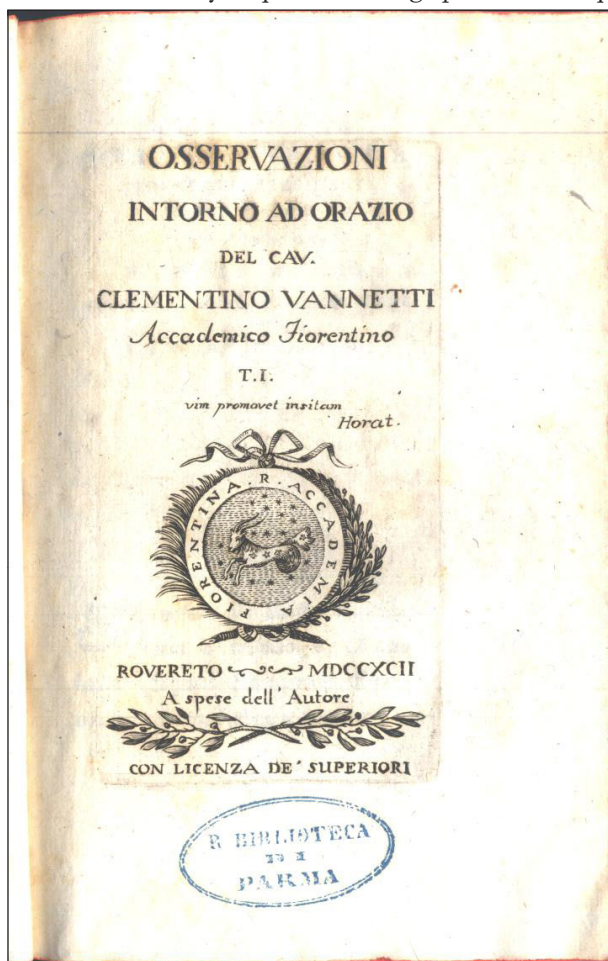 OSSERVAZIONI
INTORNO AD ORAZIO
DEL CAV.
CLEMENTINO VANNETTI
Accademico Fiorentino
T.I.
vim promovet insitam
Horat.
FIORENTINA . R . ACCADEMIA
ROVERETO MDCCXCII
A spese dell' Autore
CON LICENZA DE' SUPERIORI
R BIBLIOTECA
DI
PARMA